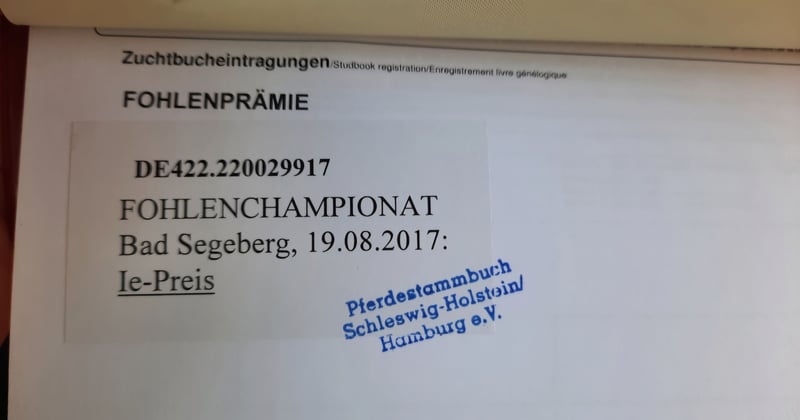 Zuchtbucheintragungen/Studbook registration/Enregistrement livre généologique
FOHLENPRÄMIE
DE422.220029917
FOHLENCHAMPIONAT
Bad Segeberg, 19.08.2017:
Ie-Preis
Pferdestammbuch
Schleswig-Holstein/
Hamburg e.V.